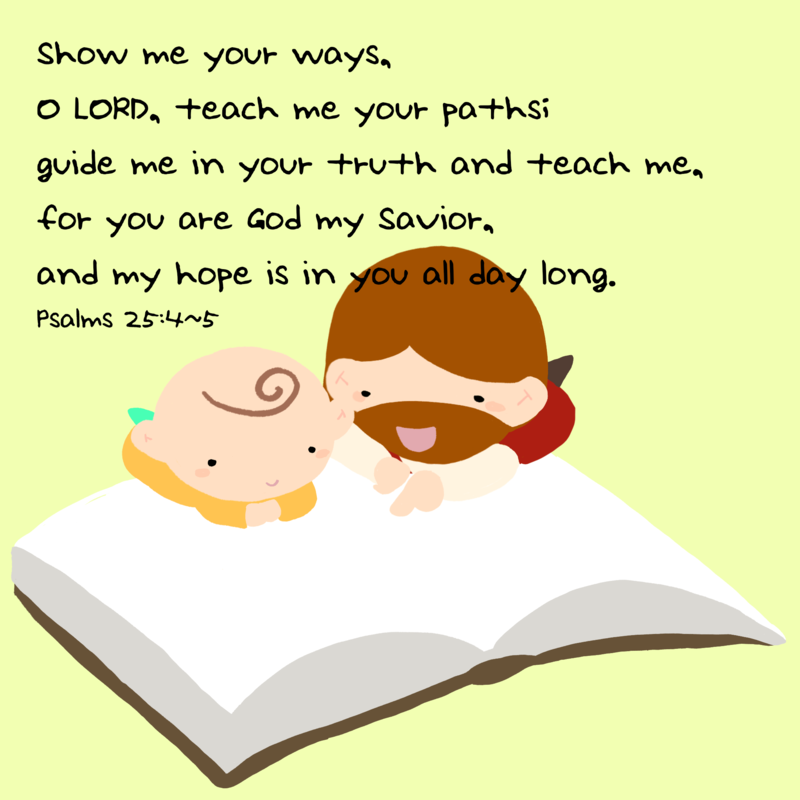 Show me your ways,
O LORD, teach me your pathsi
guide me in your truth and teach me,
for you are God my Savior,
and my hope is in you all day long.
Psalms 25:4~5